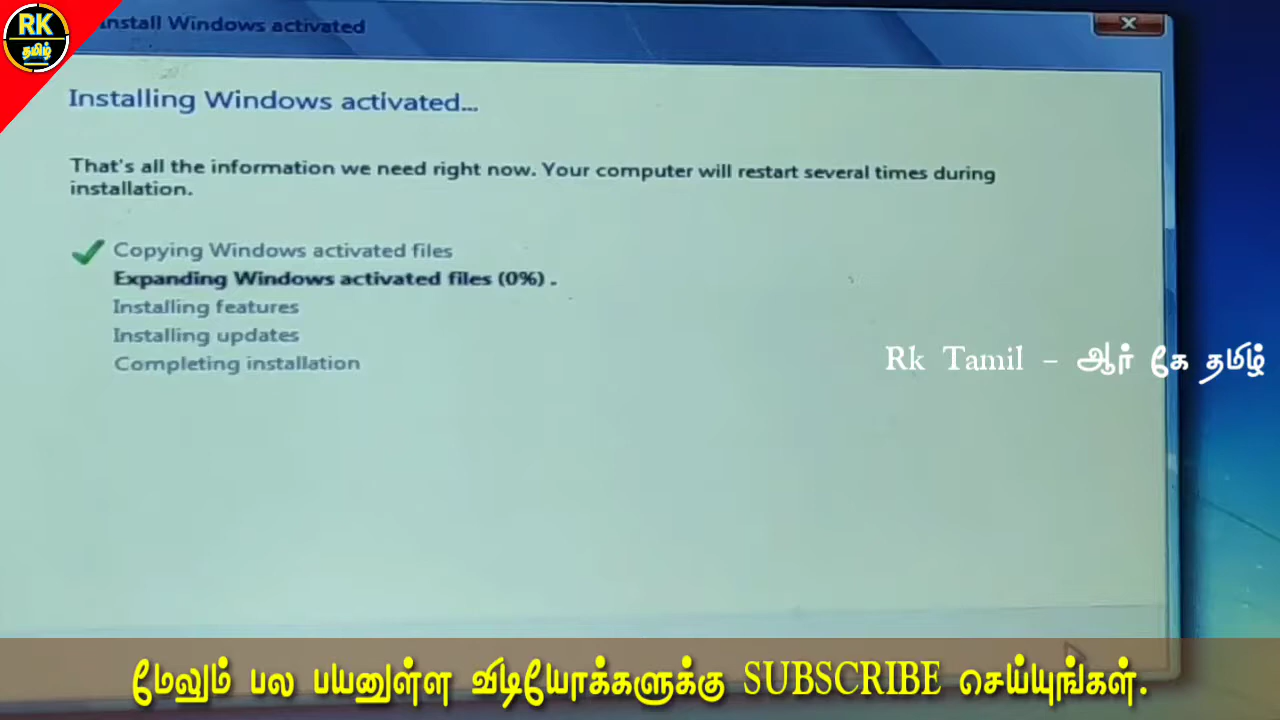 RK
தமிழ்
Install Windows activated
Installing Windows activated...
That's all the information we need right now. Your computer will restart several times during
installation.
Copying Windows activated files
Expanding Windows activated files (0%) .
Installing features
Installing updates
Completing installation
Rk Tamil - ஆர் கே தமிழ்
மேலும் பல பயனுள்ள வீடியோக்களுக்கு SUBSCRIBE செய்யுங்கள்.